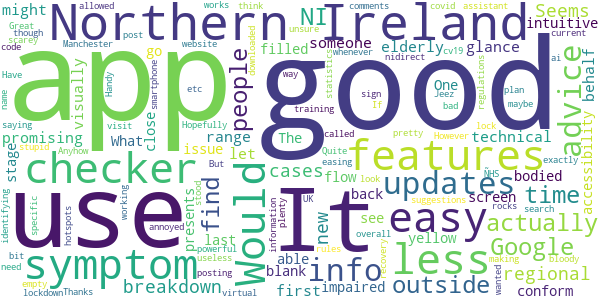 might
Great
scarey
code
Have
name
saying
promising
stage
though
Manchester
post
website
allowed
Northern Ireland
works
comments
think
unsure
covid
assistant
NI
Seems
intuitive
someone
filled
elderly
go
cv19
glance
current
visually
app
good
people
downloaded
ai
What
close
Handy
smartphone
etc
range
issue
let
The
way
statistics
whenever
nidirect
If
sign
training
called
Jeez
bad
One
technical
plan
maybe
regulations
advice
behalf
accessibility
stupid
Anyhow
visit
But
Hopefully
checker
cases
pretty
However
lock
features
exactly
Quite
easing
look
suggestions
NHS
identifying
specific
hotspots
use
It
Would
find
presents
stood
annoyed
working
flow
UK
back
able
plenty
information
new
see
screen
rocks
search
updates
bodied
time
easy
actually
symptom
breakdown
last
blank
info
less
Google
yellow
overall
impaired
outside
regional
conform
bit
need
empty
lockdown
Thanks
powerful
useless
posting
virtual
first
rules
recovery
wanted
making
bloody